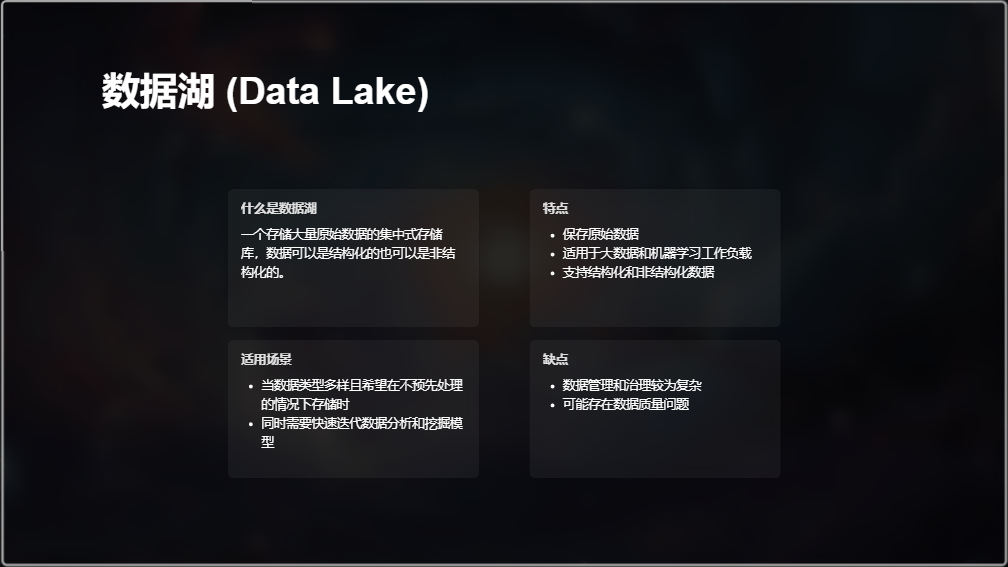 数据湖 (Data Lake)
什么是数据湖
一个存储大量原始数据的集中式存储
库，数据可以是结构化的也可以是非结
构化的。
特点
• 保存原始数据
• 适用于大数据和机器学习工作负载
• 支持结构化和非结构化数据
适用场景
• 当数据类型多样且希望在不预先处理
的情况下存储时
• 同时需要快速迭代数据分析和挖掘模
型
缺点
• 数据管理和治理较为复杂
• 可能存在数据质量问题